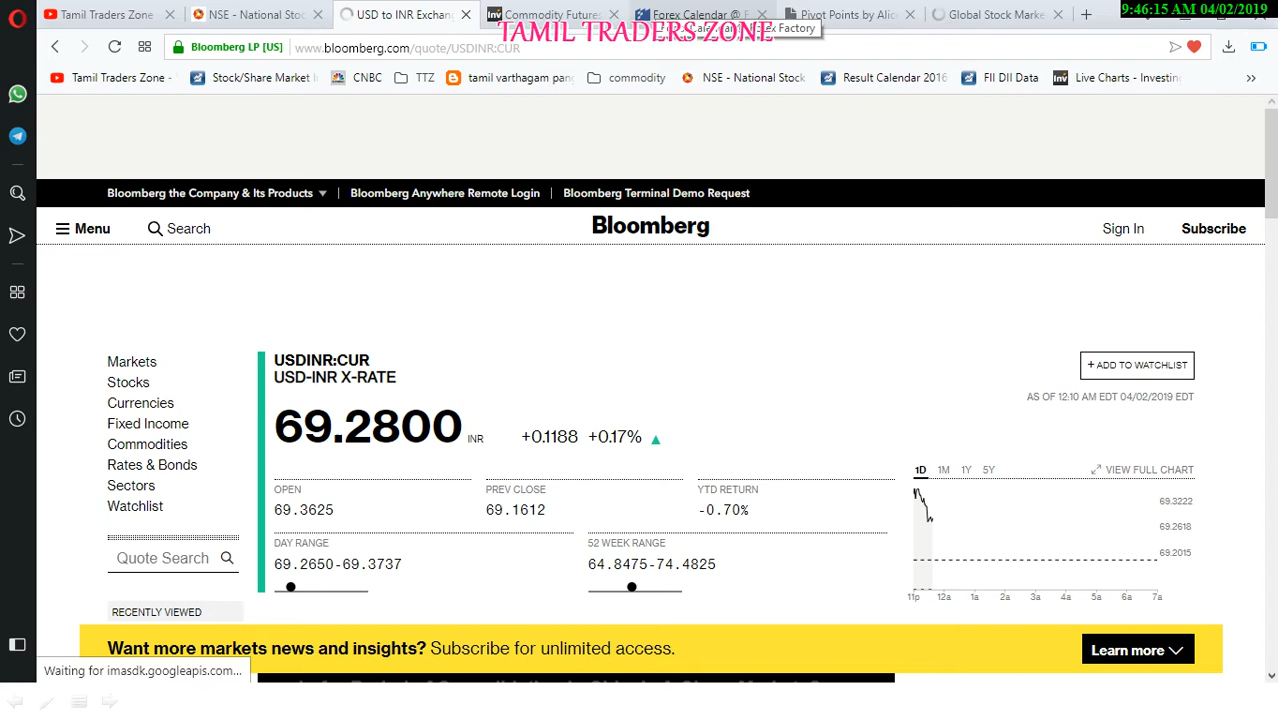 Tamil Traders Zone
NSE - National Stoc
USD to INR Exchan
Commodity Futures
Forex Calendar @ F
Pivot Points by Alic
Global Stock Marke
9:46:15 AM 04/02/2019
TAMIL TRADERS ZONE
Forex Factory
Bloomberg LP [US]
www.bloomberg.com/quote/USDINR:CUR
Tamil Traders Zone -
Stock/Share Market I
CNBC
TTZ
tamil varthagam pan
commodity
NSE - National Stock
Result Calendar 2016
FII DII Data
Live Charts - Investin
Bloomberg the Company & Its Products
Bloomberg Anywhere Remote Login
Bloomberg Terminal Demo Request
Menu
Search
Bloomberg
Sign In
Subscribe
USDINR:CUR
USD-INR X-RATE
+ ADD TO WATCHLIST
AS OF 12:10 AM EDT 04/02/2019 EDT
69.2800 INR +0.1188 +0.17%
Markets
Stocks
Currencies
Fixed Income
Commodities
Rates & Bonds
Sectors
Watchlist
Quote Search
RECENTLY VIEWED
OPEN
69.3625
PREV CLOSE
69.1612
YTD RETURN
-0.70%
DAY RANGE
69.2650-69.3737
52 WEEK RANGE
64.8475-74.4825
1D 1M 1Y 5Y
VIEW FULL CHART
69.3222
69.2618
69.2015
11p 12a 1a 2a 3a 4a 5a 6a 7a
Want more markets news and insights? Subscribe for unlimited access.
Learn more
Waiting for imasdk.googleapis.com...